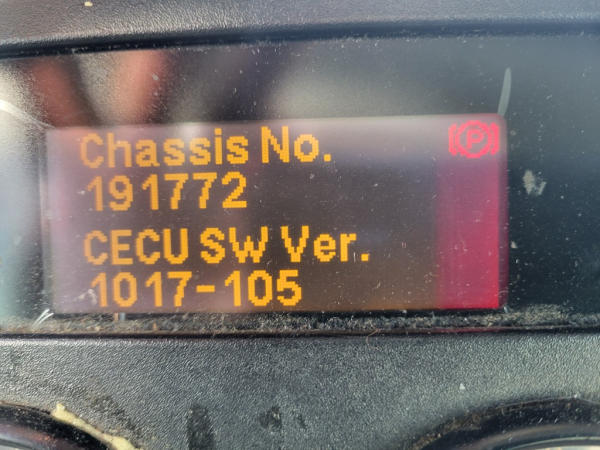 Chassis No.
191772
CECU SW Ver.
1017-105
P